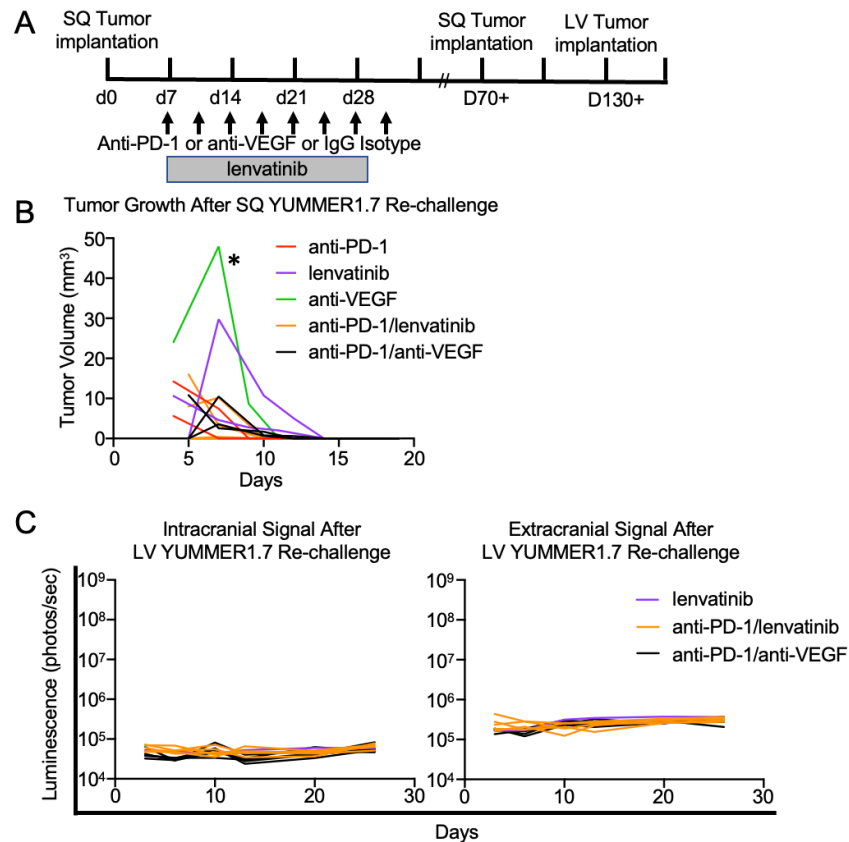 A
SQ Tumor
implantation
SQ Tumor
implantation
LV Tumor
implantation
d0 d7 d14 d21 d28 D70+ D130+
Anti-PD-1 or anti-VEGF or IgG Isotype
lenvatinib
B
Tumor Growth After SQ YUMMER1.7 Re-challenge
Tumor Volume (mm³)
50
40
30
20
10
0
0 5 10 15 20
Days
*
anti-PD-1
lenvatinib
anti-VEGF
anti-PD-1/lenvatinib
anti-PD-1/anti-VEGF
C
Intracranial Signal After
LV YUMMER1.7 Re-challenge
Luminescence (photos/sec)
10⁹
10⁸
10⁷
10⁶
10⁵
10⁴
0 10 20 30
Extracranial Signal After
LV YUMMER1.7 Re-challenge
10⁹
10⁸
10⁷
10⁶
10⁵
10⁴
0 10 20 30
lenvatinib
anti-PD-1/lenvatinib
anti-PD-1/anti-VEGF
Days